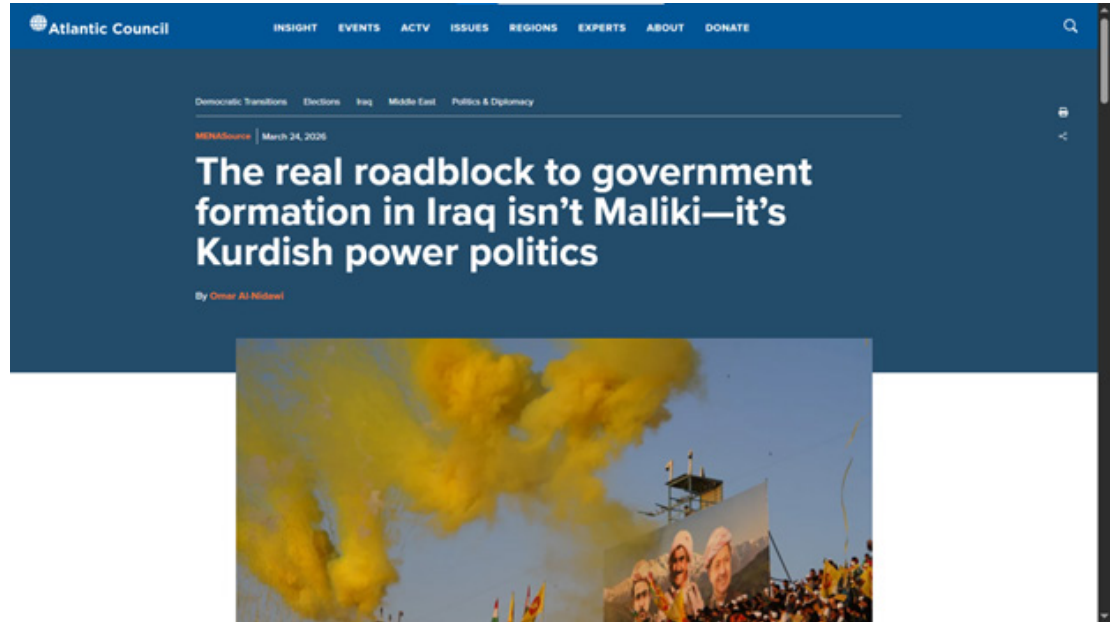 Atlantic Council
INSIGHT EVENTS ACTV ISSUES REGIONS EXPERTS ABOUT DONATE
Democratic Transitions Elections Iraq Middle East Politics & Diplomacy
MENASource March 24, 2026
The real roadblock to government
formation in Iraq isn’t Maliki—it’s
Kurdish power politics
By Omar Al-Nidawi